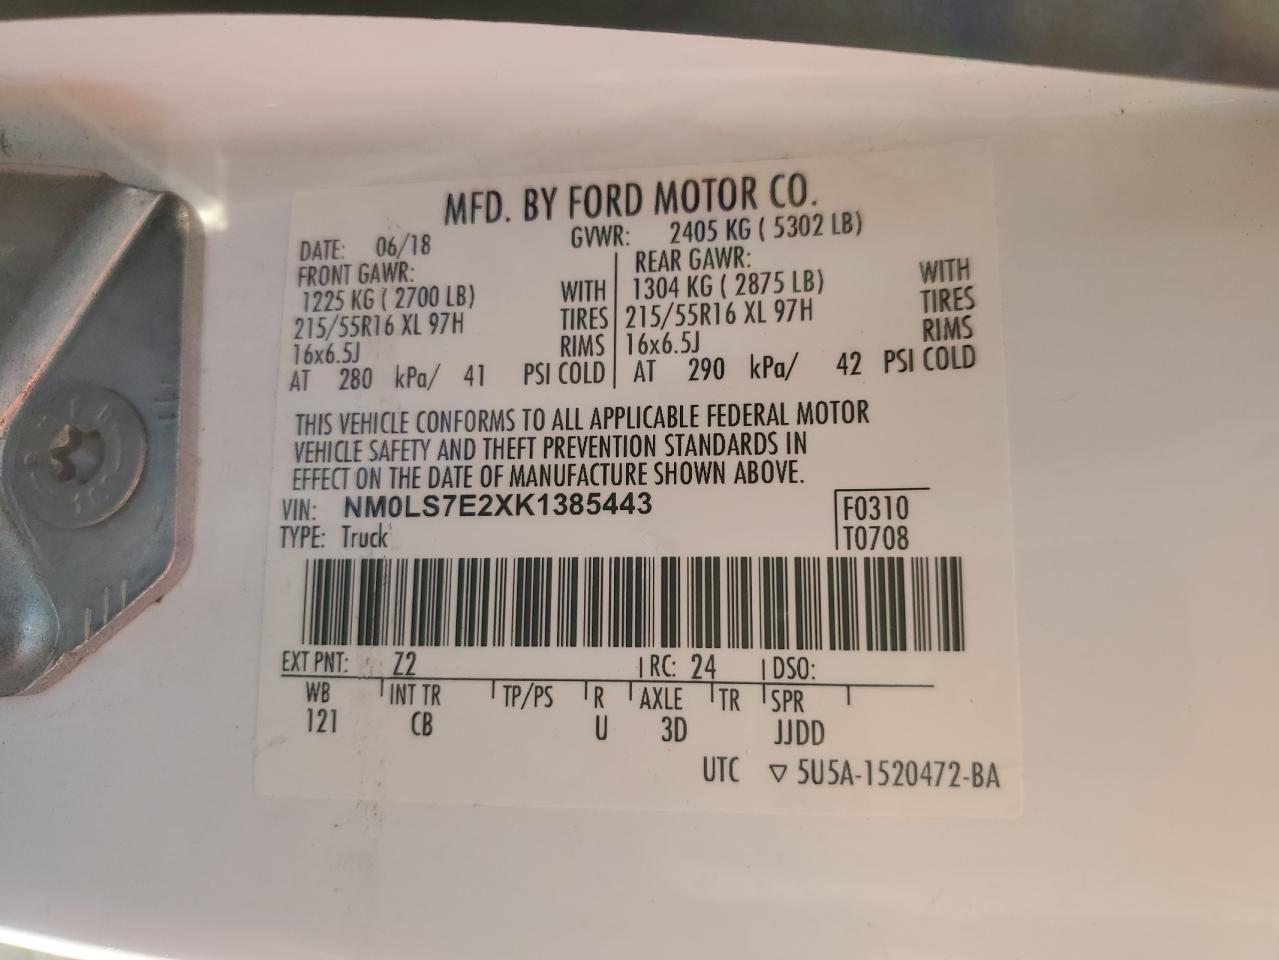 MFD. BY FORD MOTOR CO.
DATE: 06/18 GVWR: 2405 KG ( 5302 LB)
FRONT GAWR: REAR GAWR:
1225 KG ( 2700 LB) WITH 1304 KG ( 2875 LB) WITH
215/55R16 XL 97H TIRES 215/55R16 XL 97H TIRES
16x6.5J RIMS 16x6.5J RIMS
AT 280 kPa/ 41 PSI COLD AT 290 kPa/ 42 PSI COLD
THIS VEHICLE CONFORMS TO ALL APPLICABLE FEDERAL MOTOR
VEHICLE SAFETY AND THEFT PREVENTION STANDARDS IN
EFFECT ON THE DATE OF MANUFACTURE SHOWN ABOVE.
VIN: NM0LS7E2XK1385443 F0310
TYPE: Truck T0708
EXT PNT: Z2 RC: 24 DSO:
WB INT TR TP/PS R AXLE TR SPR
121 CB U 3D JJDD
UTC ▽ 5U5A-1520472-BA